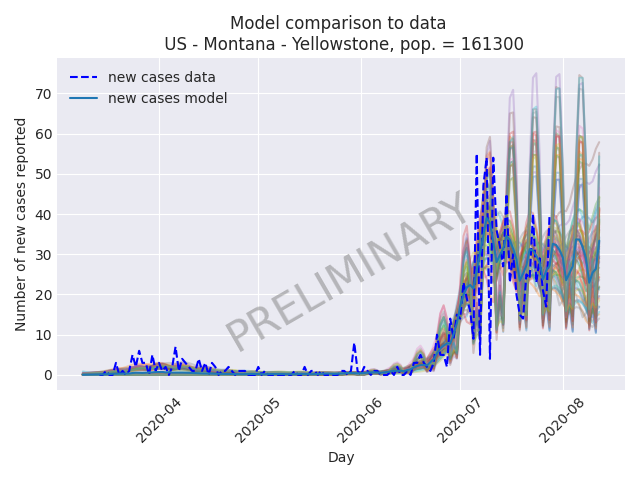 Model comparison to data
US - Montana - Yellowstone, pop. = 161300
new cases data
new cases model
Number of new cases reported
70
60
50
40
30
20
10
0
PRELIMINARY
2020-04
2020-05
2020-06
2020-07
2020-08
Day